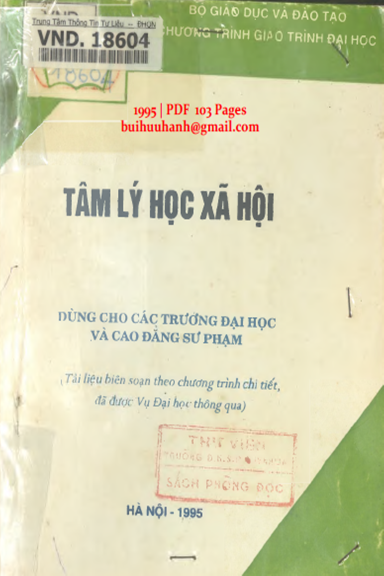 BỘ GIÁO DỤC VÀ ĐÀO TẠO
CHƯƠNG TRÌNH GIÁO TRÌNH ĐẠI HỌC
Trung Tâm Thông Tin Tư Liệu - ĐHQN
VND. 18604
18604
1995 | PDF 103 Pages
buihuuhanh@gmail.com
TÂM LÝ HỌC XÃ HỘI
DÙNG CHO CÁC TRƯỜNG ĐẠI HỌC
VÀ CAO ĐẲNG SƯ PHẠM
(Tài liệu biên soạn theo chương trình chi tiết,
đã được Vụ Đại học thông qua)
THƯ VIỆN
SÁCH PHÒNG ĐỌC
HÀ NỘI - 1995